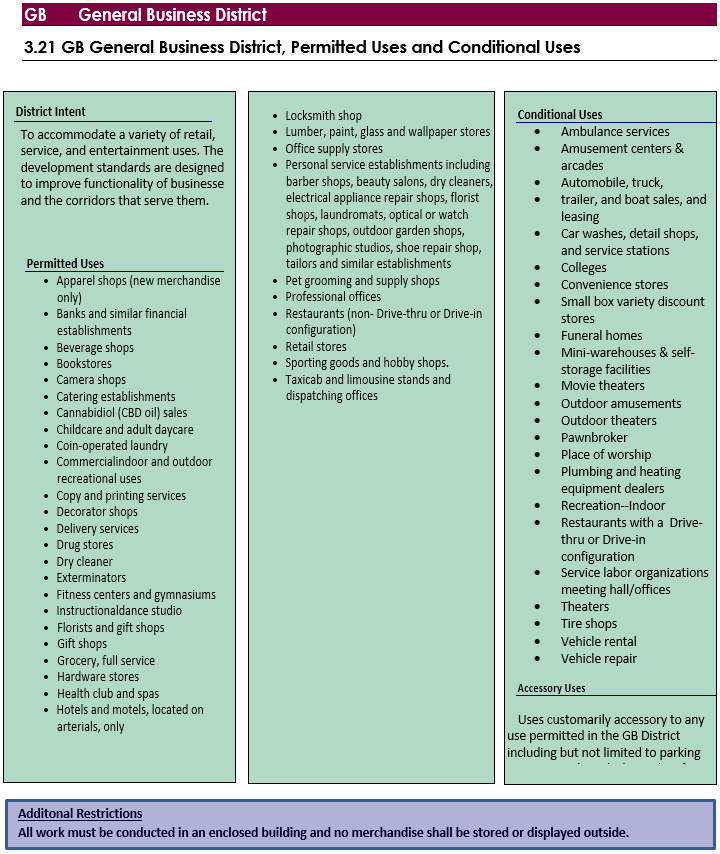 GB General Business District
3.21 GB General Business District, Permitted Uses and Conditional Uses
District Intent
To accommodate a variety of retail,
service, and entertainment uses. The
development standards are designed
to improve functionality of businesse
and the corridors that serve them.
Permitted Uses
• Apparel shops (new merchandise
only)
• Banks and similar financial
establishments
• Beverage shops
• Bookstores
• Camera shops
• Catering establishments
• Cannabidiol (CBD oil) sales
• Childcare and adult daycare
• Coin-operated laundry
• Commercialindoor and outdoor
recreational uses
• Copy and printing services
• Decorator shops
• Delivery services
• Drug stores
• Dry cleaner
• Exterminators
• Fitness centers and gymnasiums
• Instructionaldance studio
• Florists and gift shops
• Gift shops
• Grocery, full service
• Hardware stores
• Health club and spas
• Hotels and motels, located on
arterials, only
• Locksmith shop
• Lumber, paint, glass and wallpaper stores
• Office supply stores
• Personal service establishments including
barber shops, beauty salons, dry cleaners,
electrical appliance repair shops, florist
shops, laundromats, optical or watch
repair shops, outdoor garden shops,
photographic studios, shoe repair shop,
tailors and similar establishments
• Pet grooming and supply shops
• Professional offices
• Restaurants (non- Drive-thru or Drive-in
configuration)
• Retail stores
• Sporting goods and hobby shops.
• Taxicab and limousine stands and
dispatching offices
Conditional Uses
• Ambulance services
• Amusement centers &
arcades
• Automobile, truck,
• trailer, and boat sales, and
leasing
• Car washes, detail shops,
and service stations
• Colleges
• Convenience stores
• Small box variety discount
stores
• Funeral homes
• Mini-warehouses & self-
storage facilities
• Movie theaters
• Outdoor amusements
• Outdoor theaters
• Pawnbroker
• Place of worship
• Plumbing and heating
equipment dealers
• Recreation--Indoor
• Restaurants with a Drive-
thru or Drive-in
configuration
• Service labor organizations
meeting hall/offices
• Theaters
• Tire shops
• Vehicle rental
• Vehicle repair
Accessory Uses
Uses customarily accessory to any
use permitted in the GB District
including but not limited to parking
Additonal Restrictions
All work must be conducted in an enclosed building and no merchandise shall be stored or displayed outside.